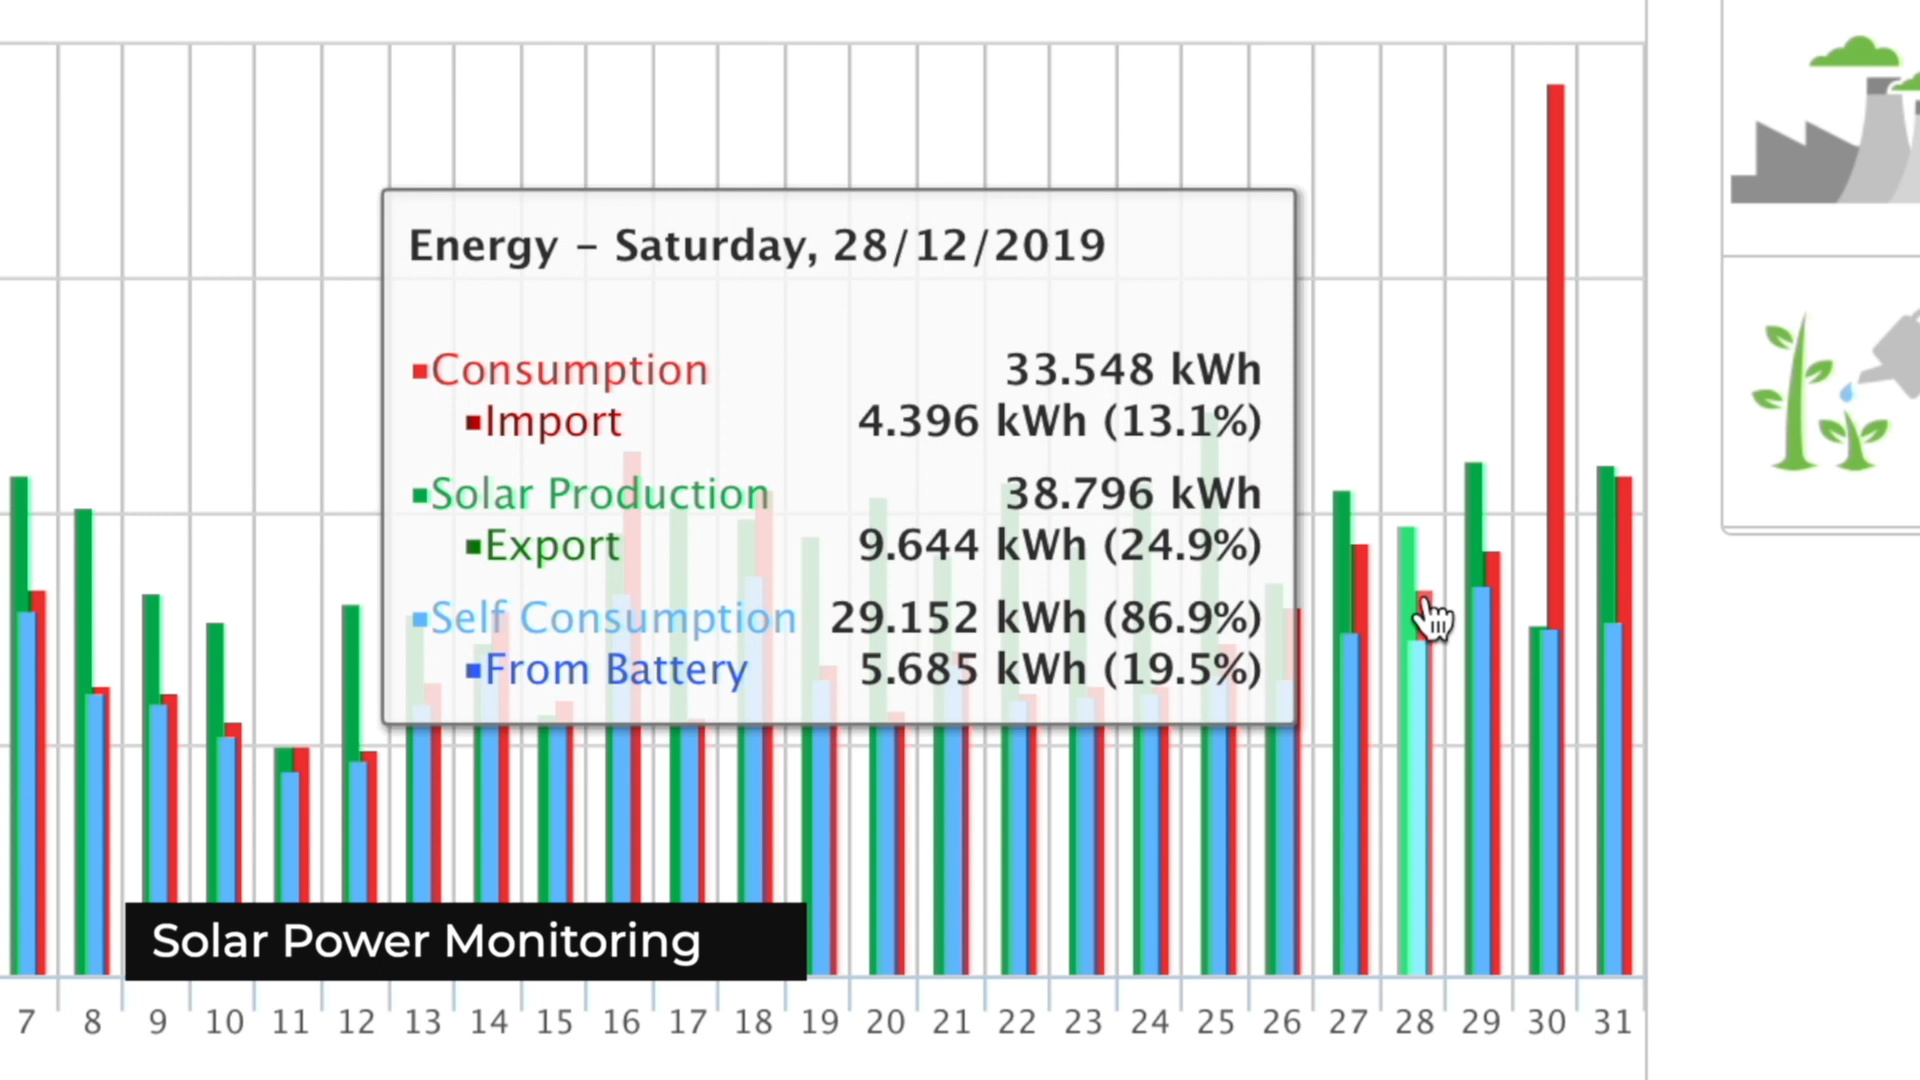 Energy – Saturday, 28/12/2019
Consumption 33.548 kWh
Import 4.396 kWh (13.1%)
Solar Production 38.796 kWh
Export 9.644 kWh (24.9%)
Self Consumption 29.152 kWh (86.9%)
From Battery 5.685 kWh (19.5%)
Solar Power Monitoring
7 8 9 10 11 12 13 14 15 16 17 18 19 20 21 22 23 24 25 26 27 28 29 30 31